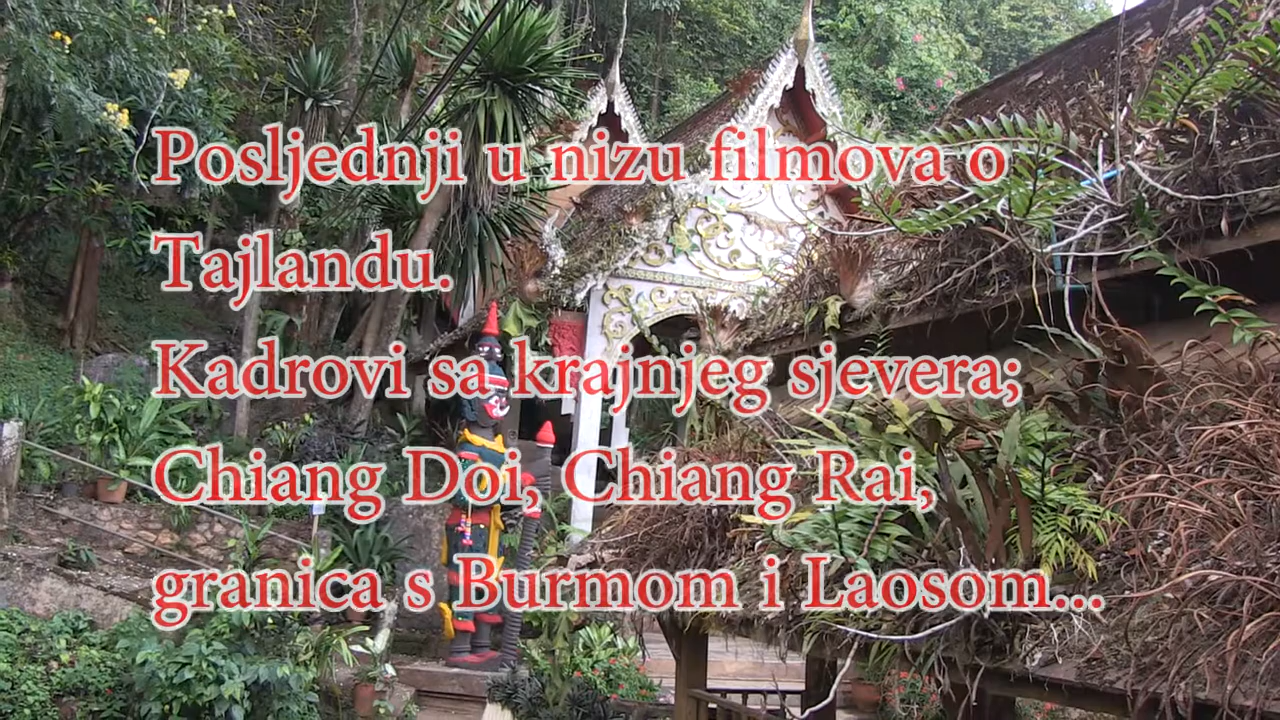 Posljednji u nizu filmova o
Tajlandu.
Kadrovi sa krajnjeg sjevera;
Chiang Doi, Chiang Rai,
granica s Burmom i Laosom...